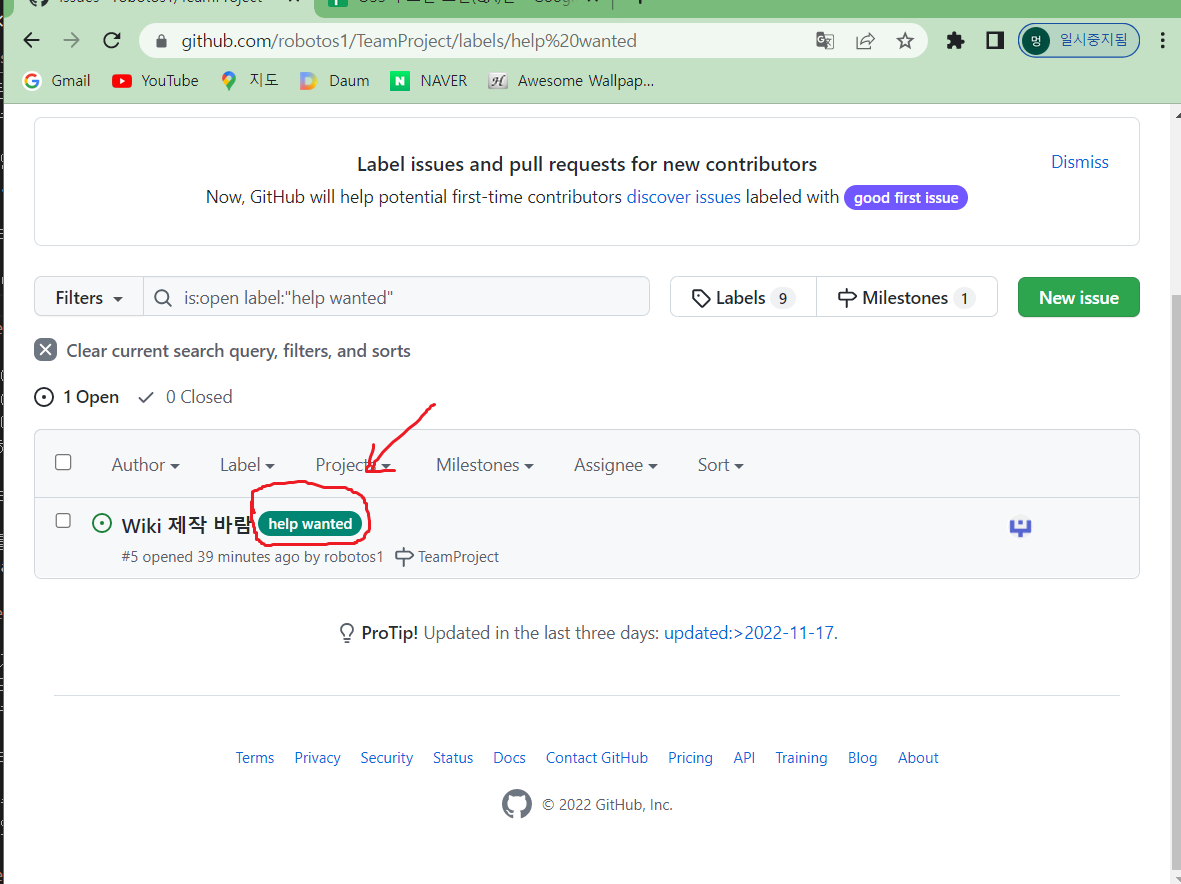 Issues · robotos1/TeamProject
github.com/robotos1/TeamProject/labels/help%20wanted
멍 일시중지됨
Gmail YouTube 지도 Daum NAVER Awesome Wallpap...
Label issues and pull requests for new contributors
Dismiss
Now, GitHub will help potential first-time contributors discover issues labeled with good first issue
Filters is:open label:"help wanted" Labels 9 Milestones 1 New issue
Clear current search query, filters, and sorts
1 Open 0 Closed
Author Label Projects Milestones Assignee Sort
Wiki 제작 바람 help wanted
#5 opened 39 minutes ago by robotos1 TeamProject
ProTip! Updated in the last three days: updated:>2022-11-17.
Terms Privacy Security Status Docs Contact GitHub Pricing API Training Blog About
© 2022 GitHub, Inc.